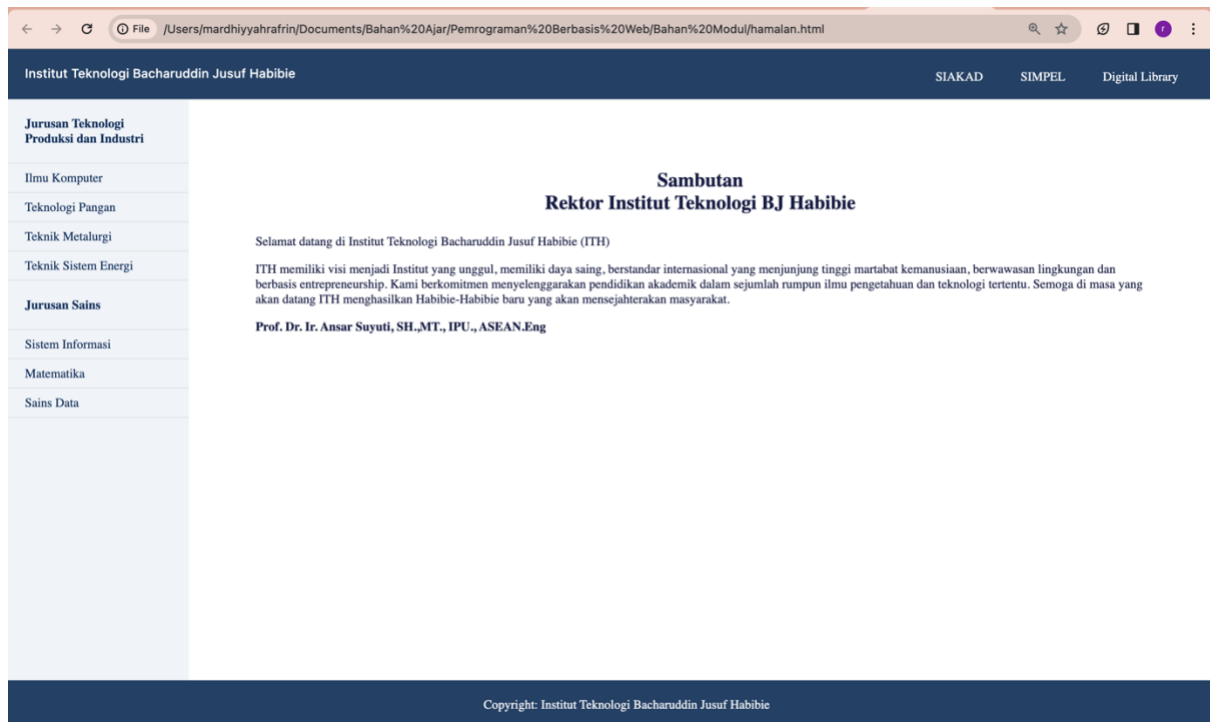 File /Users/mardhiyyahrafrin/Documents/Bahan%20Ajar/Pemrograman%20Berbasis%20Web/Bahan%20Modul/hamalan.html
r
Institut Teknologi Bacharuddin Jusuf Habibie
SIAKAD SIMPEL Digital Library
Jurusan Teknologi
Produksi dan Industri
Ilmu Komputer
Teknologi Pangan
Teknik Metalurgi
Teknik Sistem Energi
Jurusan Sains
Sistem Informasi
Matematika
Sains Data
Sambutan
Rektor Institut Teknologi BJ Habibie
Selamat datang di Institut Teknologi Bacharuddin Jusuf Habibie (ITH)
ITH memiliki visi menjadi Institut yang unggul, memiliki daya saing, berstandar internasional yang menjunjung tinggi martabat kemanusiaan, berwawasan lingkungan dan
berbasis entrepreneurship. Kami berkomitmen menyelenggarakan pendidikan akademik dalam sejumlah rumpun ilmu pengetahuan dan teknologi tertentu. Semoga di masa yang
akan datang ITH menghasilkan Habibie-Habibie baru yang akan mensejahterakan masyarakat.
Prof. Dr. Ir. Ansar Suyuti, SH.,MT., IPU., ASEAN.Eng
Copyright: Institut Teknologi Bacharuddin Jusuf Habibie